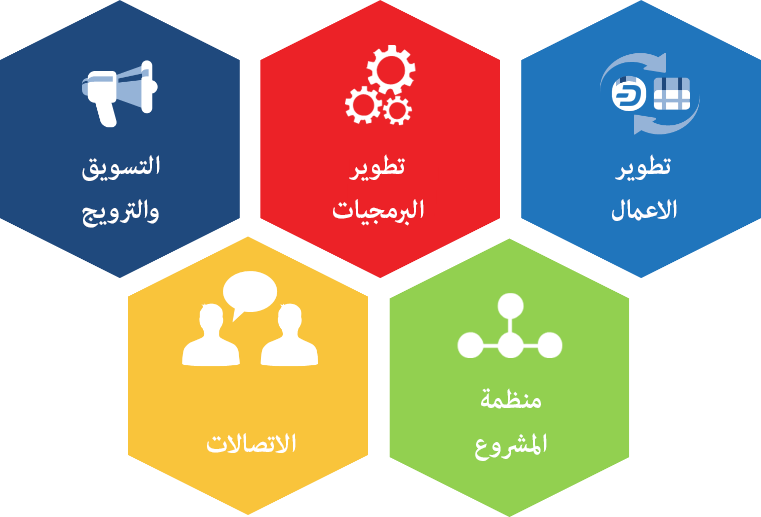 تطوير
الاعمال
تطوير
البرمجيات
التسويق
والترويج
منظمة
المشروع
الاتصالات